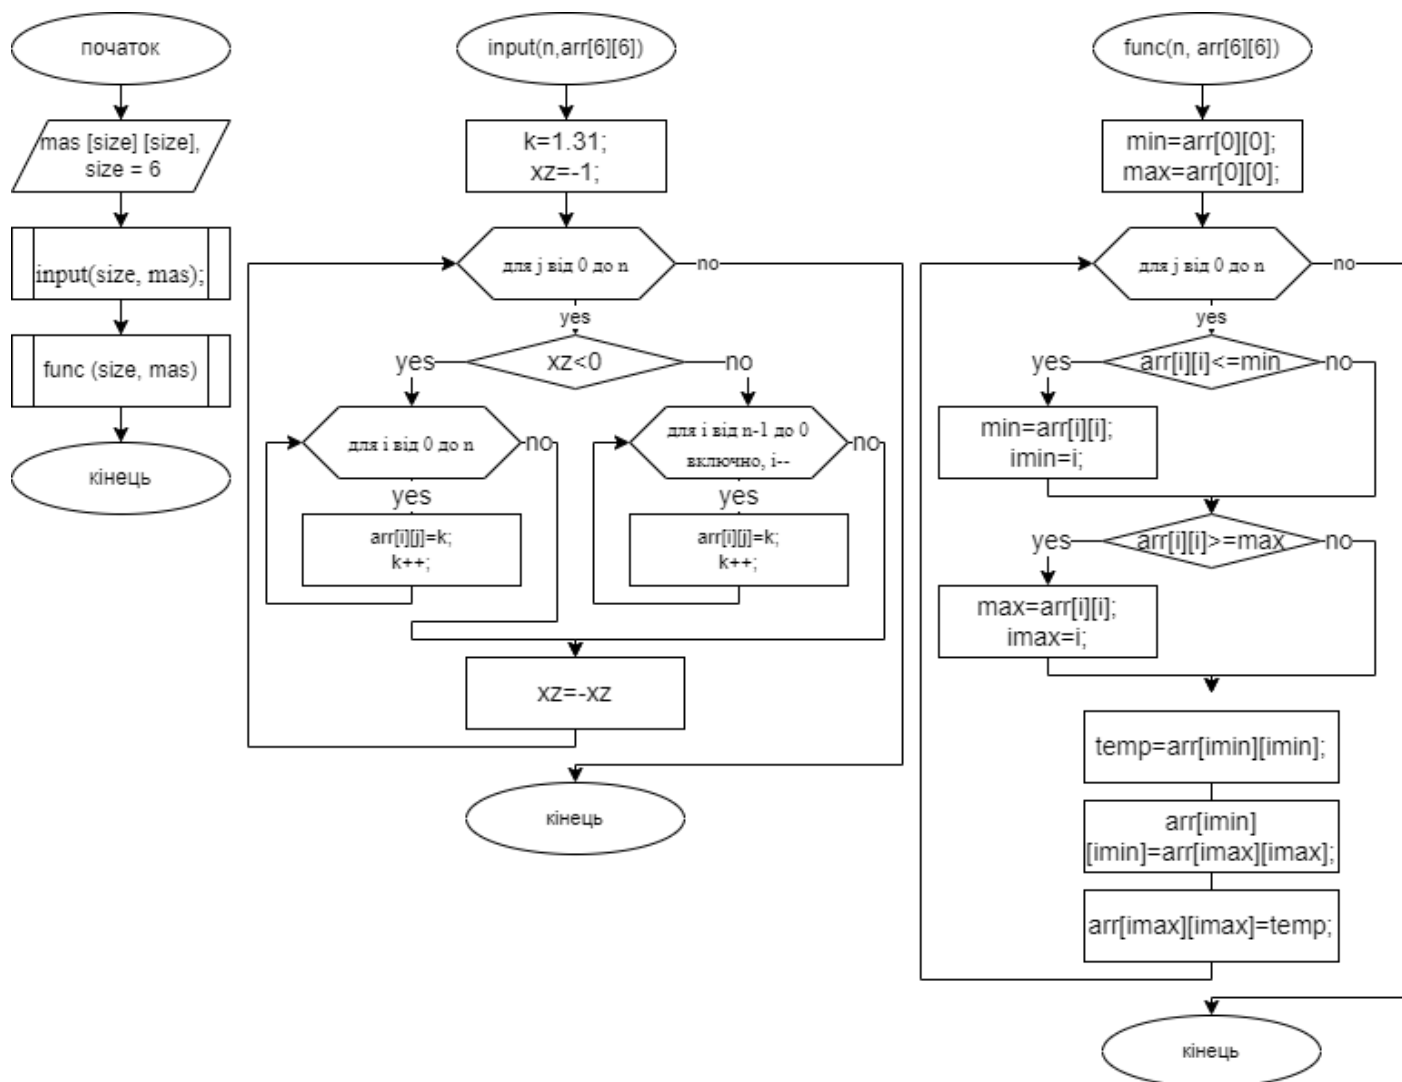 початок
mas [size] [size],
size = 6
input(size, mas);
func (size, mas)
кінець
input(n,arr[6][6])
k=1.31;
xz=-1;
для j від 0 до n
no
yes
xz<0
yes
no
для i від 0 до n
no
yes
arr[i][j]=k;
k++;
для i від n-1 до 0
включно, i--
no
yes
arr[i][j]=k;
k++;
xz=-xz
кінець
func(n, arr[6][6])
min=arr[0][0];
max=arr[0][0];
для j від 0 до n
no
yes
arr[i][i]<=min
yes
no
min=arr[i][i];
imin=i;
arr[i][i]>=max
yes
no
max=arr[i][i];
imax=i;
temp=arr[imin][imin];
arr[imin]
[imin]=arr[imax][imax];
arr[imax][imax]=temp;
кінець